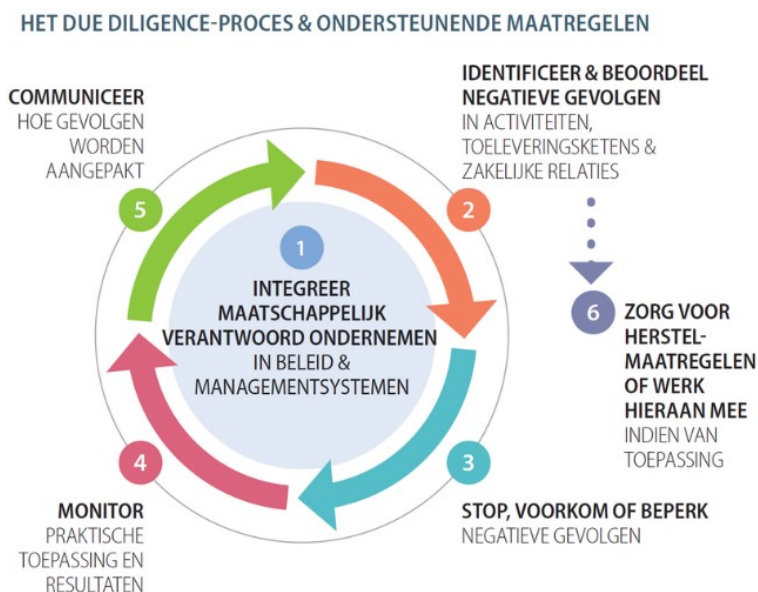 HET DUE DILIGENCE-PROCES & ONDERSTEUNENDE MAATREGELEN
1
INTEGREER
MAATSCHAPPELIJK
VERANTWOORD ONDERNEMEN
IN BELEID &
MANAGEMENTSYSTEMEN
2
IDENTIFICEER & BEOORDEEL
NEGATIEVE GEVOLGEN
IN ACTIVITEITEN,
TOELEVERINGSKETENS &
ZAKELIJKE RELATIES
3
STOP, VOORKOM OF BEPERK
NEGATIEVE GEVOLGEN
4
MONITOR
PRAKTISCHE
TOEPASSING EN
RESULTATEN
5
COMMUNICEER
HOE GEVOLGEN
WORDEN
AANGEPAKT
6
ZORG VOOR
HERSTEL-
MAATREGELEN
OF WERK
HIERAAN MEE
INDIEN VAN
TOEPASSING